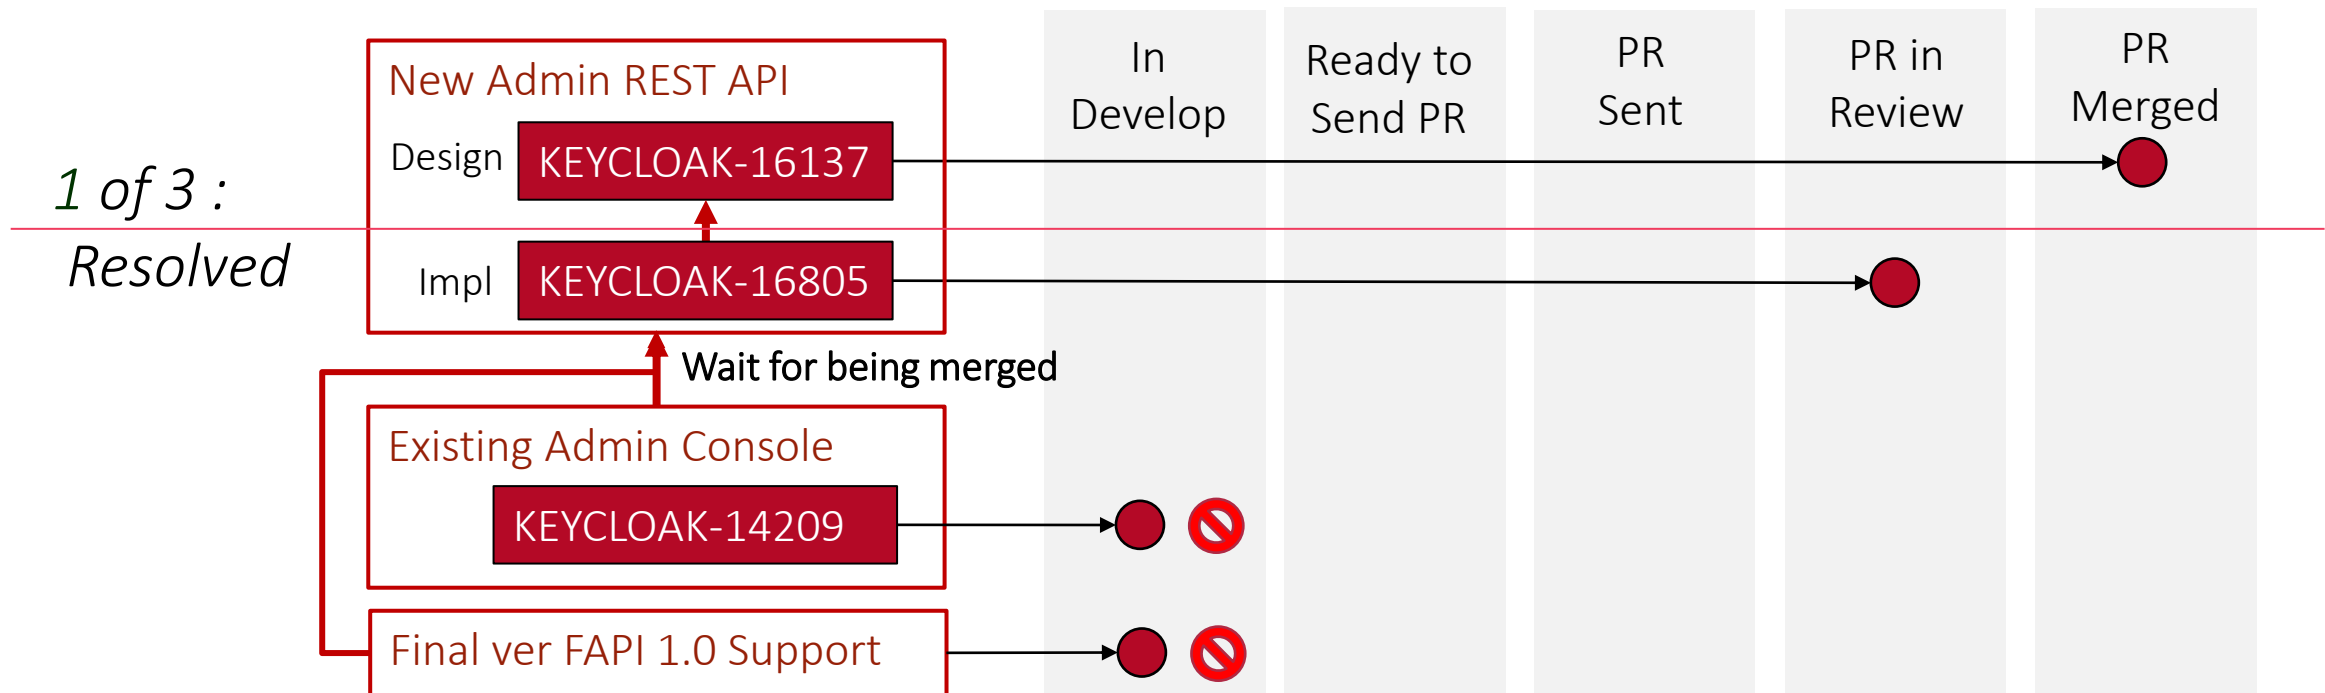 In
Develop
Ready to
Send PR
PR
Sent
PR in
Review
PR
Merged
New Admin REST API
Design
KEYCLOAK-16137
1 of 3 :
Resolved
Impl
KEYCLOAK-16805
Wait for being merged
Existing Admin Console
KEYCLOAK-14209
Final ver FAPI 1.0 Support